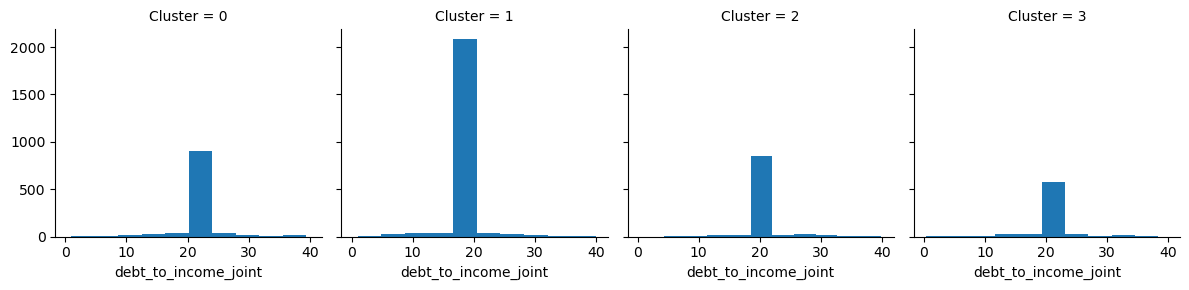 Cluster = 0 Cluster = 1 Cluster = 2 Cluster = 3
2000
1500
1000
500
0
0 10 20 30 40 0 10 20 30 40 0 10 20 30 40 0 10 20 30 40
debt_to_income_joint debt_to_income_joint debt_to_income_joint debt_to_income_joint